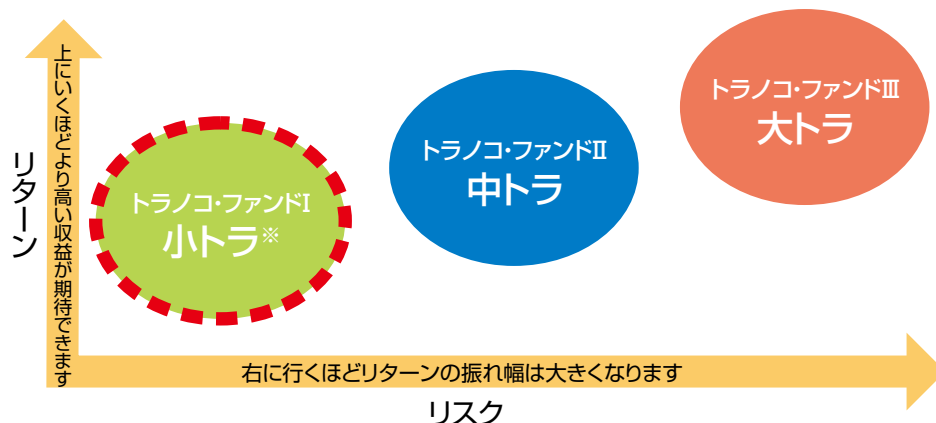 リターン
上にいくほどより高い収益が期待できます
トラノコ・ファンドⅠ
小トラ※
トラノコ・ファンドⅡ
中トラ
トラノコ・ファンドⅢ
大トラ
右に行くほどリターンの振れ幅は大きくなります
リスク